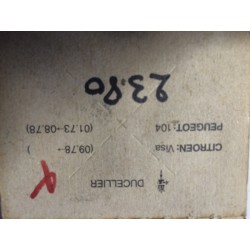 DUCELLIER
CITROEN: Visa (09.78→ )
PEUGEOT: 104 (01.73→08.78)
23.80